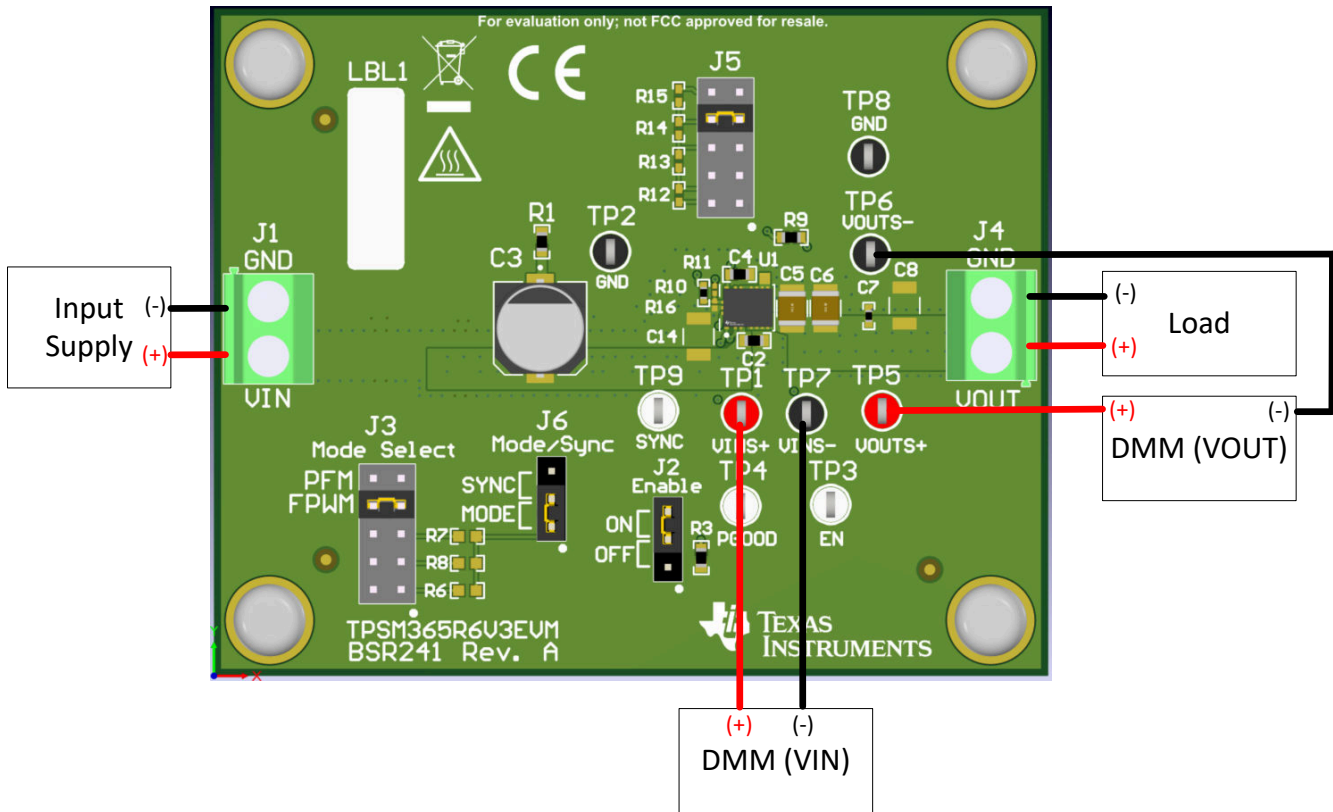 For evaluation only; not FCC approved for resale.
LBL1
J5
R15
R14
R13
R12
TP8
GND
TP6
VOUTS-
R1
TP2
GND
C3
R9
J1
GND
VIN
J4
GND
VOUT
R11
C4
U1
C5
C6
C8
R10
R16
C7
C14
C2
Input
Supply
(-)
(+)
(-)
(+)
Load
TP9
SYNC
TP1
VINS+
TP7
VINS-
TP5
VOUTS+
(+)
(-)
DMM (VOUT)
J3
Mode Select
PFM
FPWM
J6
Mode/Sync
SYNC
MODE
J2
Enable
ON
OFF
R3
TP4
PGOOD
TP3
EN
R7
R8
R6
TPSM365R6V3EVM
BSR241 Rev. A
TEXAS
INSTRUMENTS
Y
X
(+)
(-)
DMM (VIN)